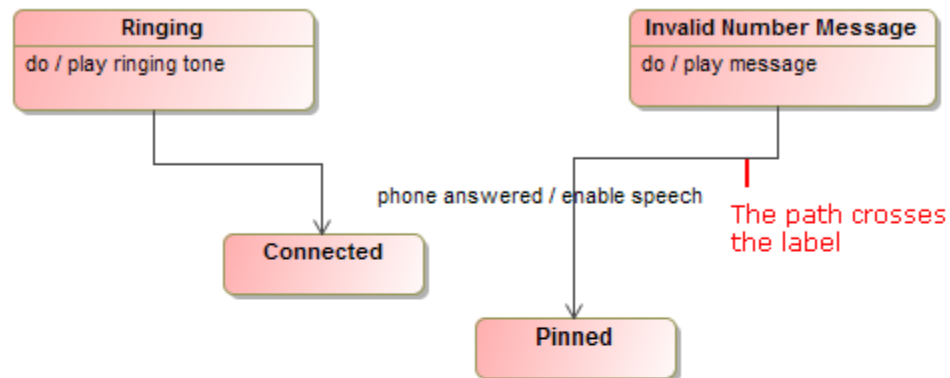 Ringing
do / play ringing tone
Invalid Number Message
do / play message
phone answered / enable speech
The path crosses
the label
Connected
Pinned